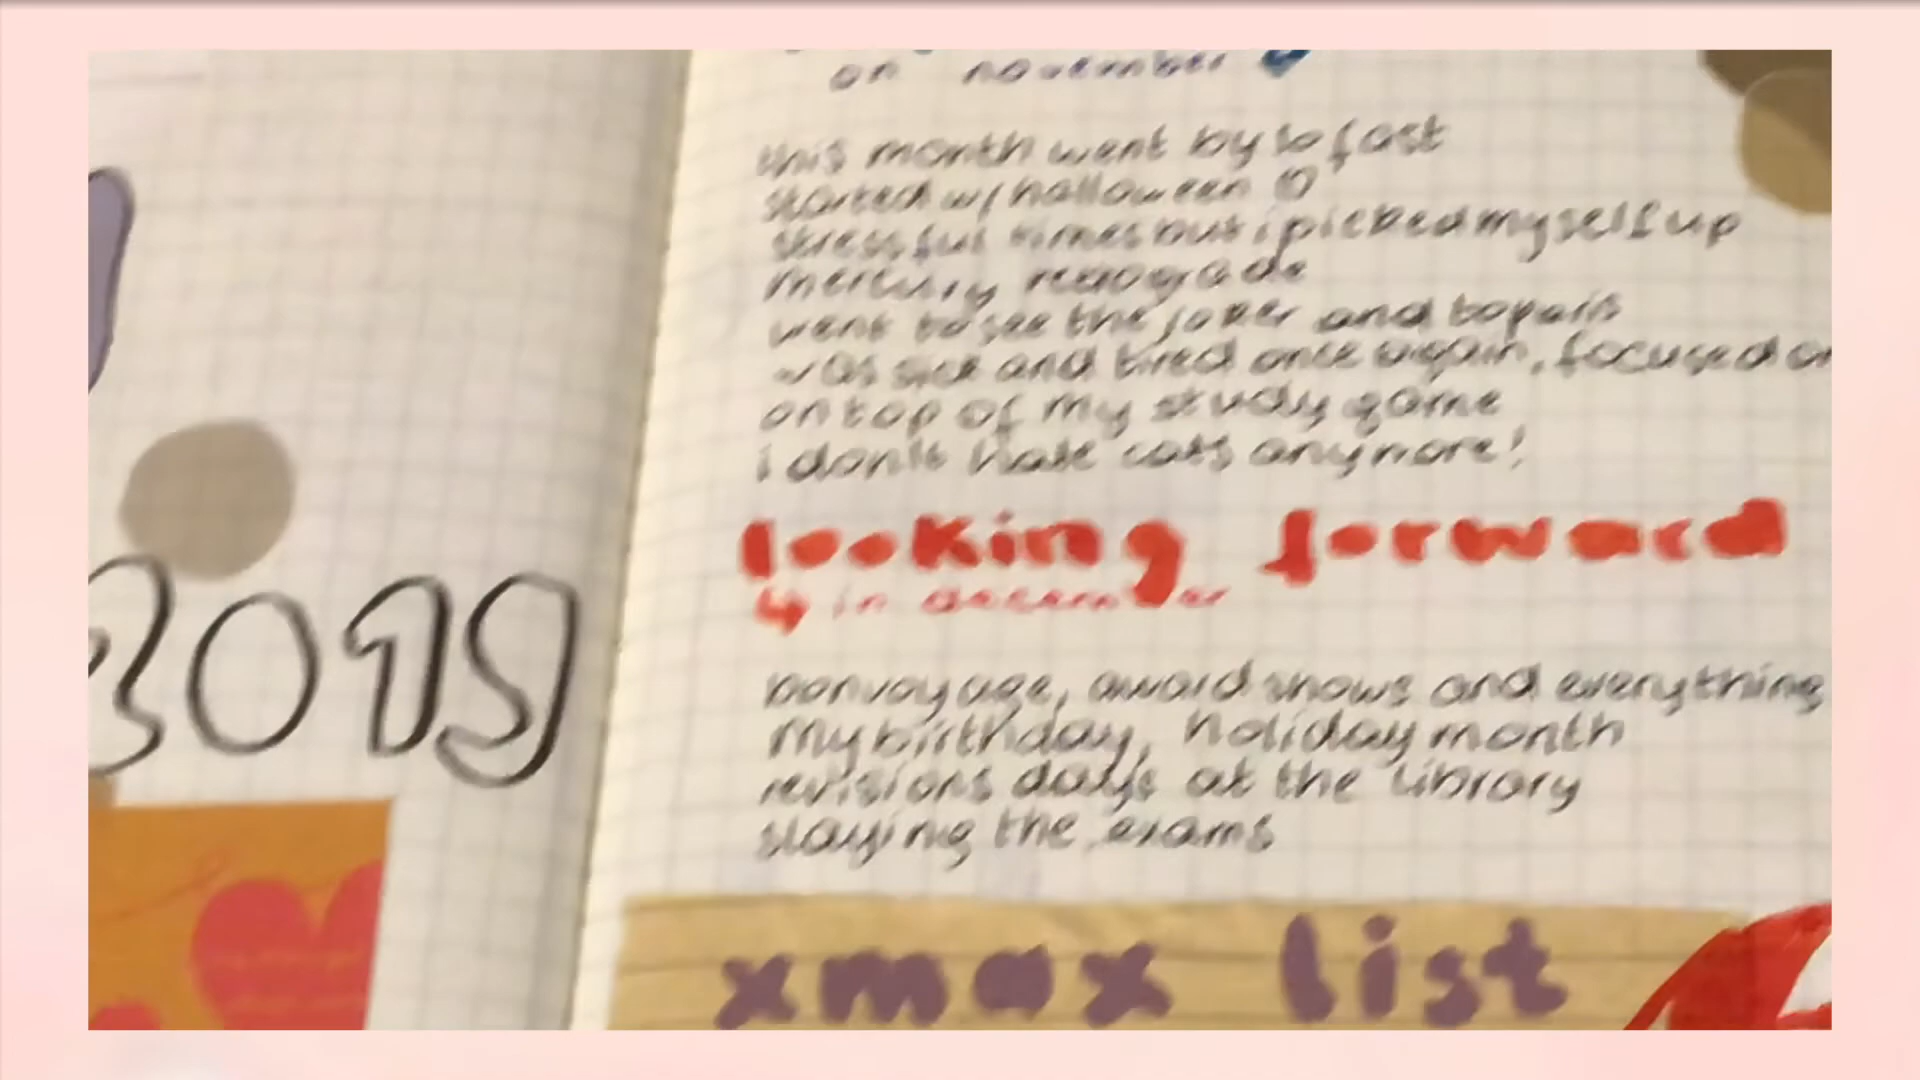 on november
this month went by so fast
started w/ halloween
stressful times but i picked myself up
mercury retrograde
went to see the joker and to paris
was sick and tired once again, focused on
on top of my study game
i don't hate cats anymore!
looking forward
↳ in december
2019
bonvoyage, award shows and everything
my birthday, holiday month
revisions days at the library
slaying the exams
xmax list